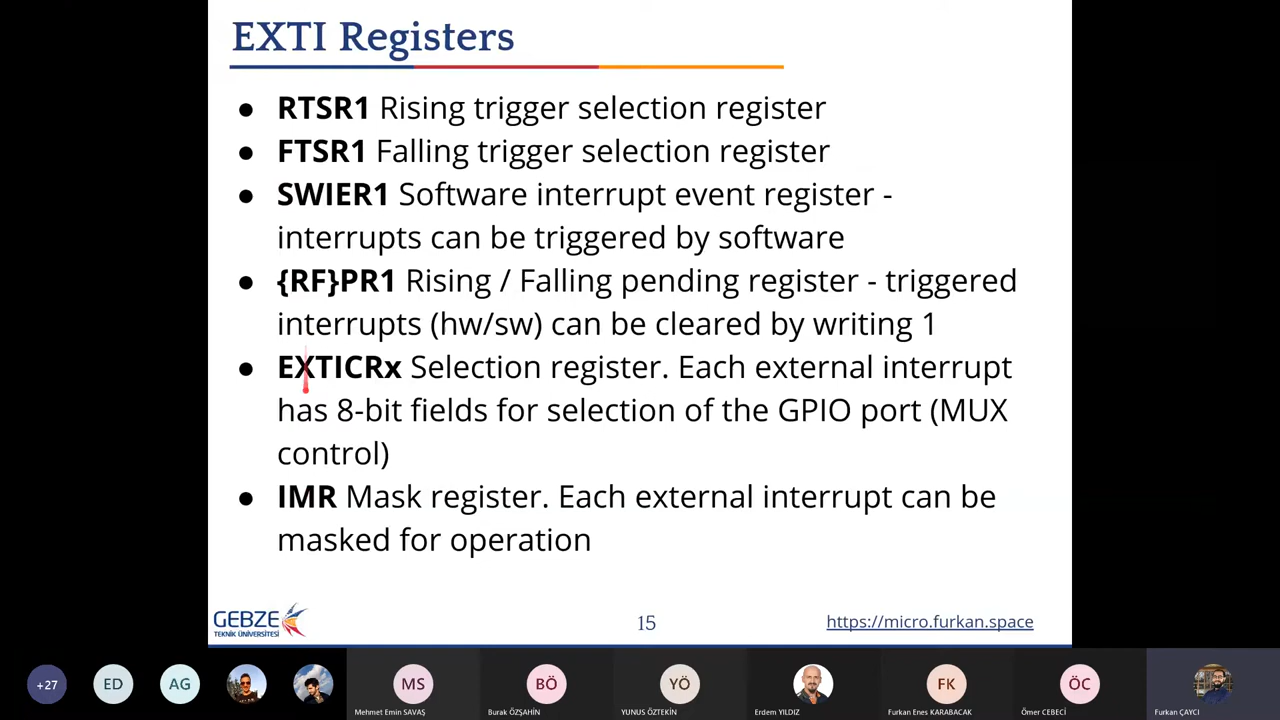 EXTI Registers
● RTSR1 Rising trigger selection register
● FTSR1 Falling trigger selection register
● SWIER1 Software interrupt event register -
interrupts can be triggered by software
● {RF}PR1 Rising / Falling pending register - triggered
interrupts (hw/sw) can be cleared by writing 1
● EXTICRx Selection register. Each external interrupt
has 8-bit fields for selection of the GPIO port (MUX
control)
● IMR Mask register. Each external interrupt can be
masked for operation
GEBZE
TEKNİK ÜNİVERSİTESİ
15
https://micro.furkan.space
+27
ED
AG
MS
Mehmet Emin SAVAŞ
BÖ
Burak ÖZŞAHİN
YÖ
YUNUS ÖZTEKİN
Erdem YILDIZ
FK
Furkan Enes KARABACAK
ÖC
Ömer CEBECİ
Furkan ÇAYCI